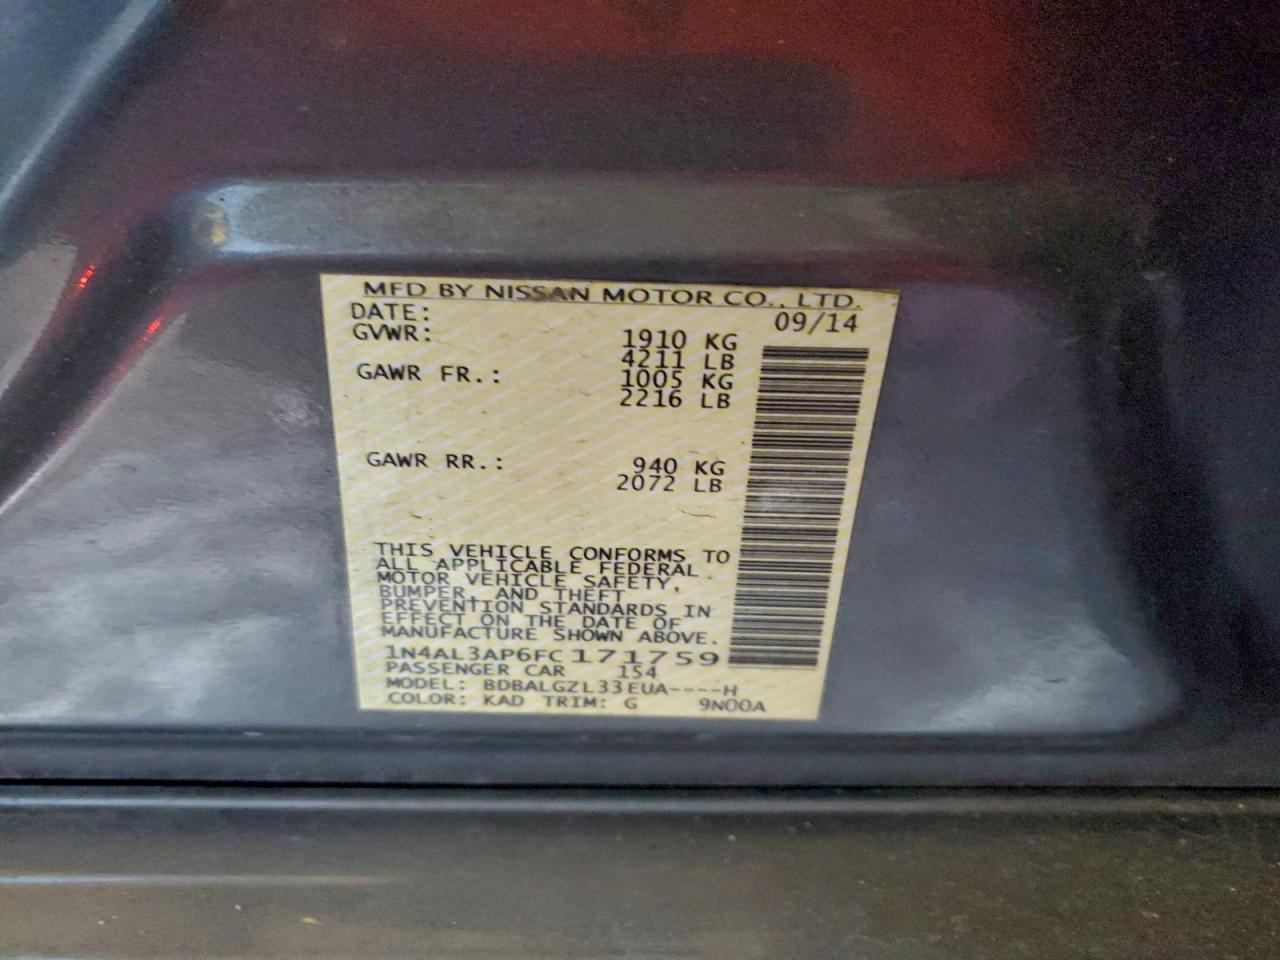 MFD BY NISSAN MOTOR CO., LTD.
DATE: 09/14
GVWR: 1910 KG
4211 LB
GAWR FR.: 1005 KG
2216 LB
GAWR RR.: 940 KG
2072 LB
THIS VEHICLE CONFORMS TO
ALL APPLICABLE FEDERAL
MOTOR VEHICLE SAFETY,
BUMPER, AND THEFT
PREVENTION STANDARDS IN
EFFECT ON THE DATE OF
MANUFACTURE SHOWN ABOVE.
1N4AL3AP6FC171759
PASSENGER CAR 154
MODEL: BDBALGZL33EUA----H
COLOR: KAD TRIM: G 9N00A